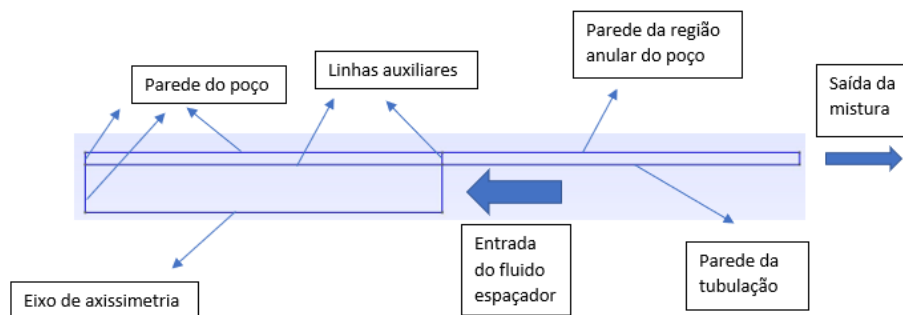 Parede do poço
Linhas auxiliares
Parede da região
anular do poço
Saída da
mistura
Eixo de axissimetria
Entrada
do fluido
espaçador
Parede da
tubulação